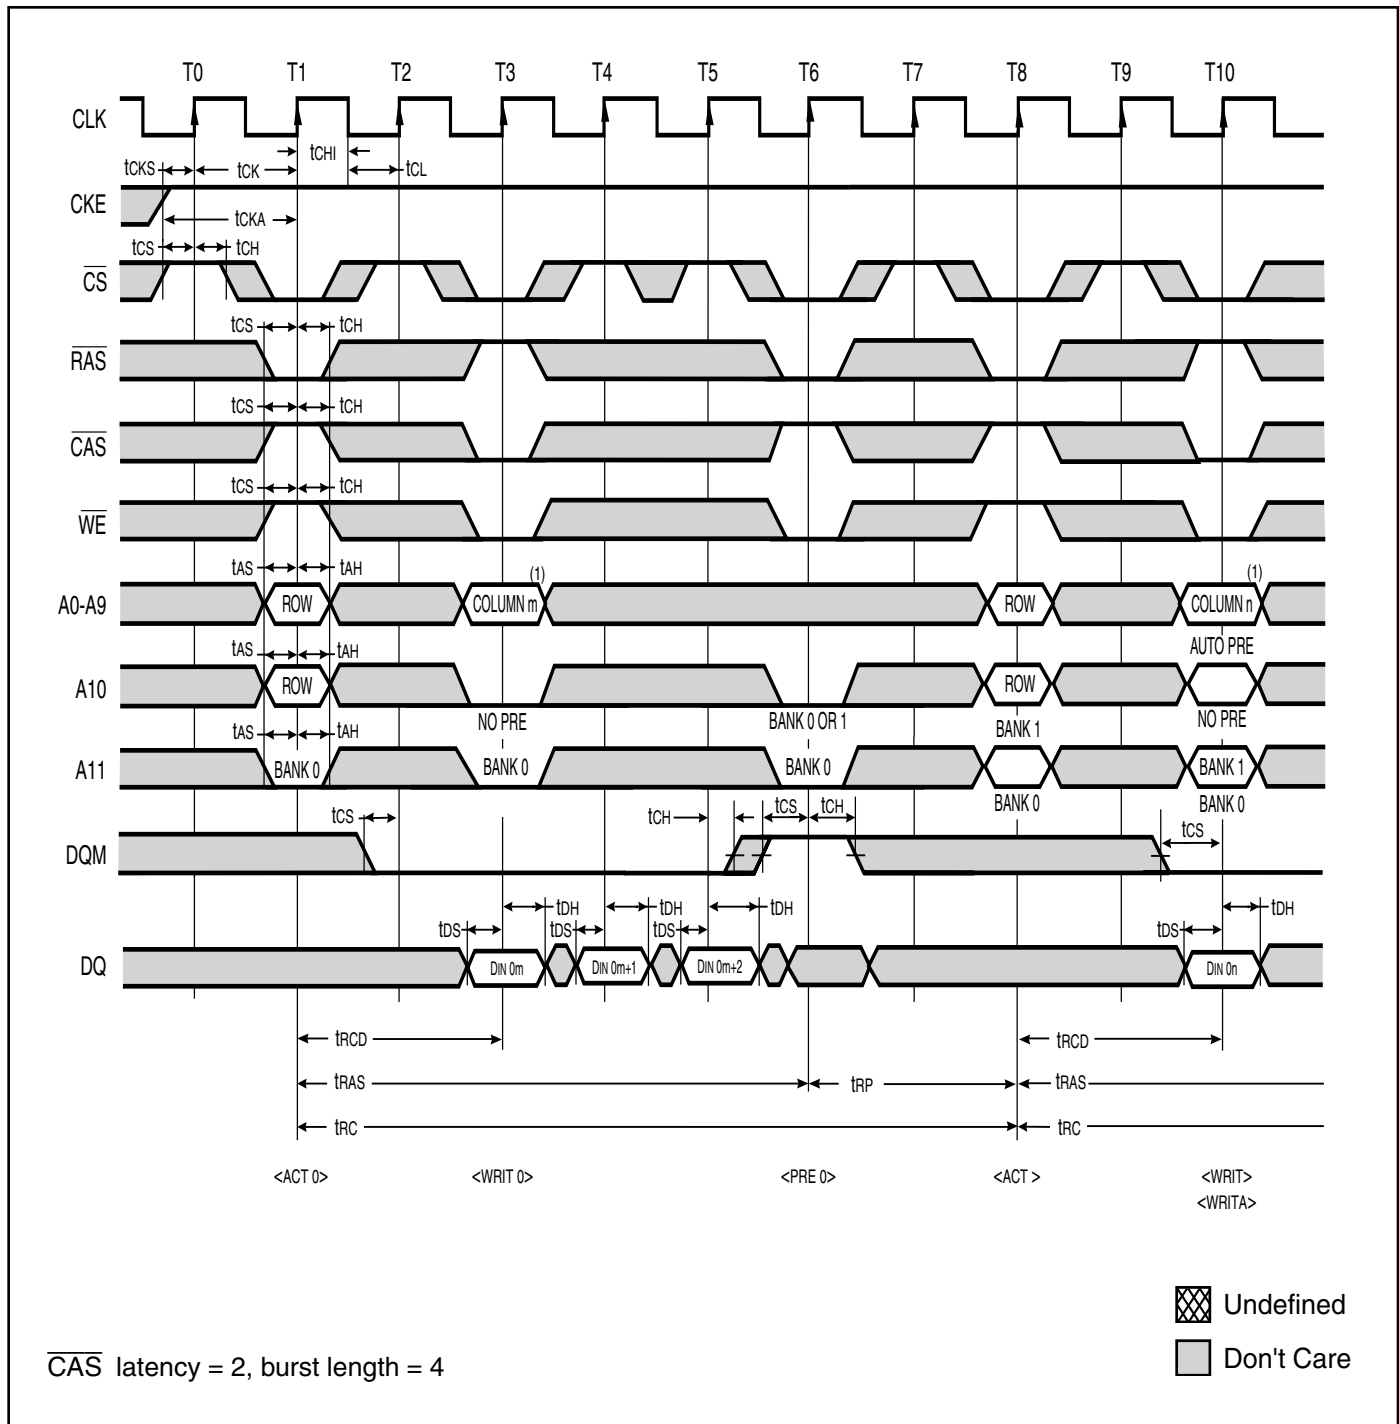 T0 T1 T2 T3 T4 T5 T6 T7 T8 T9 T10
CLK
tCHI
tCKS tCK tCL
CKE
tCKA
tCS tCH
CS
tCS tCH
RAS
tCS tCH
CAS
tCS tCH
WE
tAS tAH (1) (1)
A0-A9 ROW COLUMN m ROW COLUMN n
tAS tAH AUTO PRE
A10 ROW ROW
NO PRE BANK 0 OR 1 BANK 1 NO PRE
tAS tAH
A11 BANK 0 BANK 0 BANK 0 BANK 1
BANK 0 BANK 0
tCS tCH tCS tCH
tCS
DQM
tDH tDH tDH tDH
tDS tDS tDS tDS
DQ DIN 0m DIN 0m+1 DIN 0m+2 DIN 0n
tRCD tRCD
tRAS tRP tRAS
tRC tRC
<ACT 0> <WRIT 0> <PRE 0> <ACT > <WRIT>
<WRITA>
Undefined
Don't Care
CAS latency = 2, burst length = 4